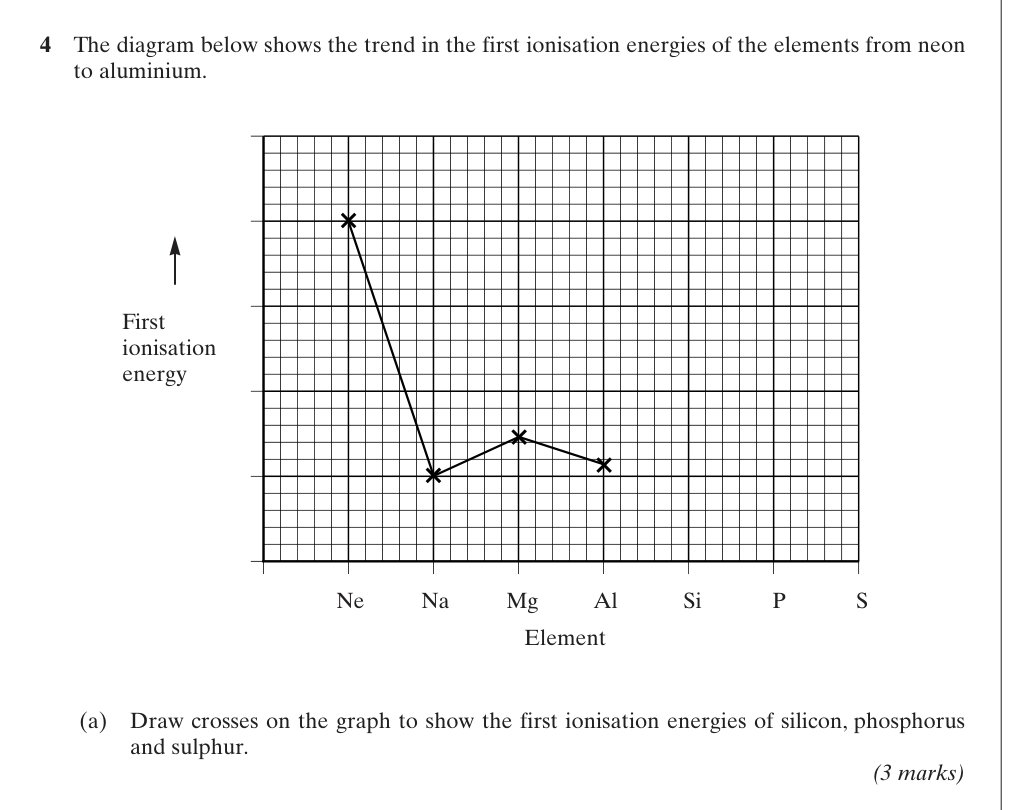 4 The diagram below shows the trend in the first ionisation energies of the elements from neon
to aluminium.
First
ionisation
energy
Ne Na Mg Al Si P S
Element
(a) Draw crosses on the graph to show the first ionisation energies of silicon, phosphorus
and sulphur.
(3 marks)